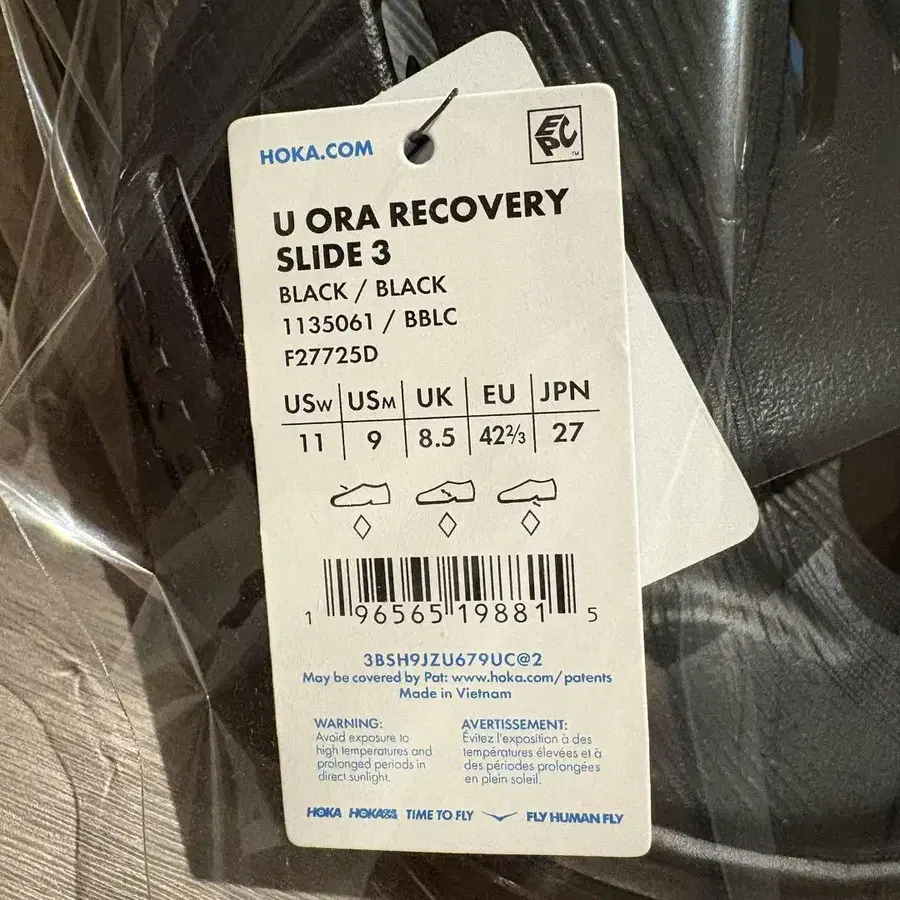 HOKA.COM
EPC
TM
U ORA RECOVERY
SLIDE 3
BLACK / BLACK
1135061 / BBLC
F27725D
USW USM UK EU JPN
11 9 8.5 42⅔ 27
1 96565 19881 5
3BSH9JZU679UC@2
May be covered by Pat: www.hoka.com/patents
Made in Vietnam
WARNING:
Avoid exposure to
high temperatures and
prolonged periods in
direct sunlight.
AVERTISSEMENT:
Évitez l'exposition à des
températures élevées et à
des périodes prolongées
en plein soleil.
HOKA HOKA TIME TO FLY FLY HUMAN FLY